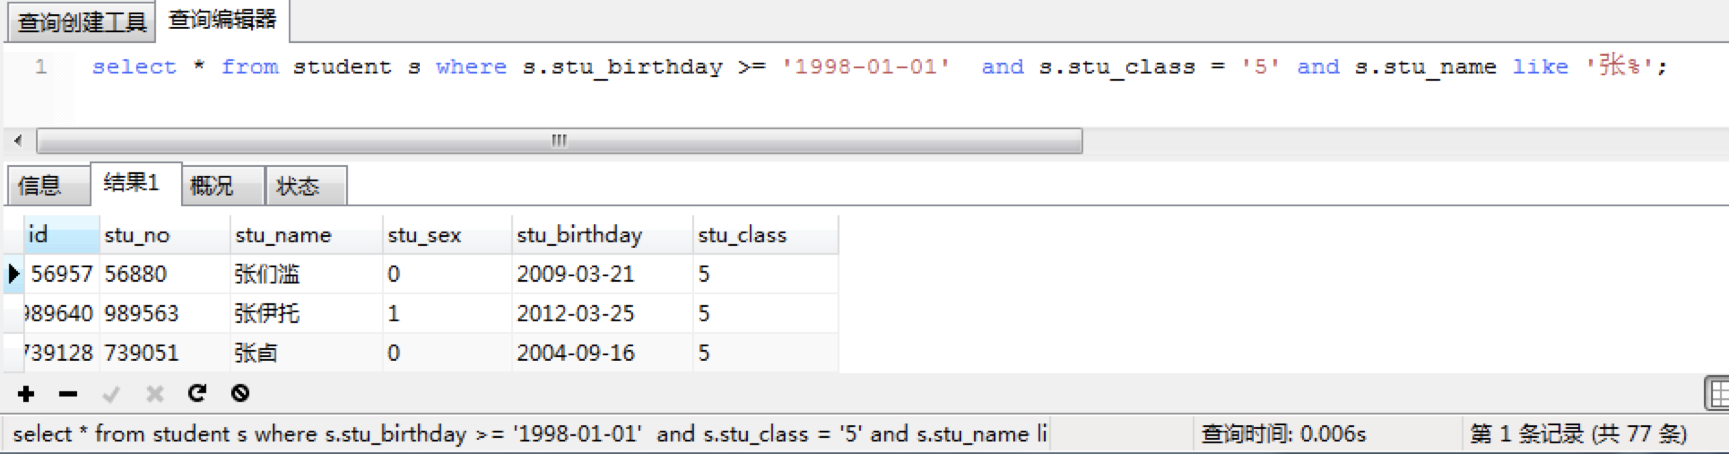 查询创建工具 查询编辑器
1 select * from student s where s.stu_birthday >= '1998-01-01'  and s.stu_class = '5' and s.stu_name like '张%';
信息 结果1 概况 状态
id stu_no stu_name stu_sex stu_birthday stu_class
56957 56880 张们滥 0 2009-03-21 5
989640 989563 张伊托 1 2012-03-25 5
739128 739051 张卣 0 2004-09-16 5
select * from student s where s.stu_birthday >= '1998-01-01'  and s.stu_class = '5' and s.stu_name li 查询时间: 0.006s 第 1 条记录 (共 77 条)